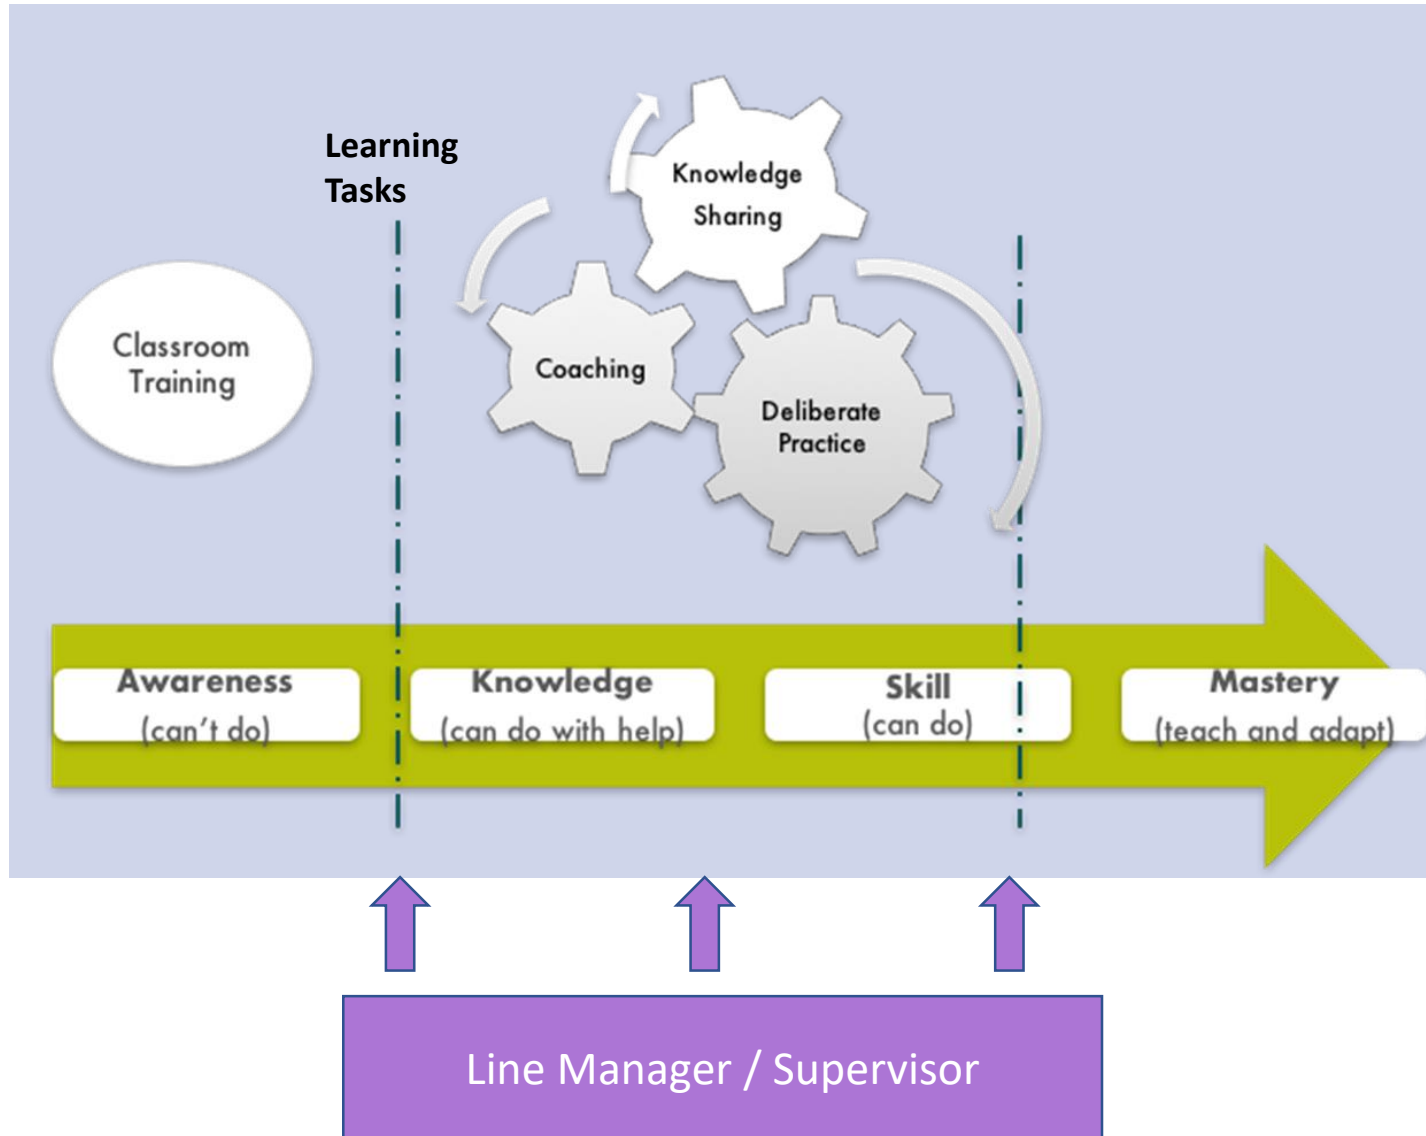 Learning
Tasks
Knowledge
Sharing
Classroom
Training
Coaching
Deliberate
Practice
Awareness
(can't do)
Knowledge
(can do with help)
Skill
(can do)
Mastery
(teach and adapt)
Line Manager / Supervisor